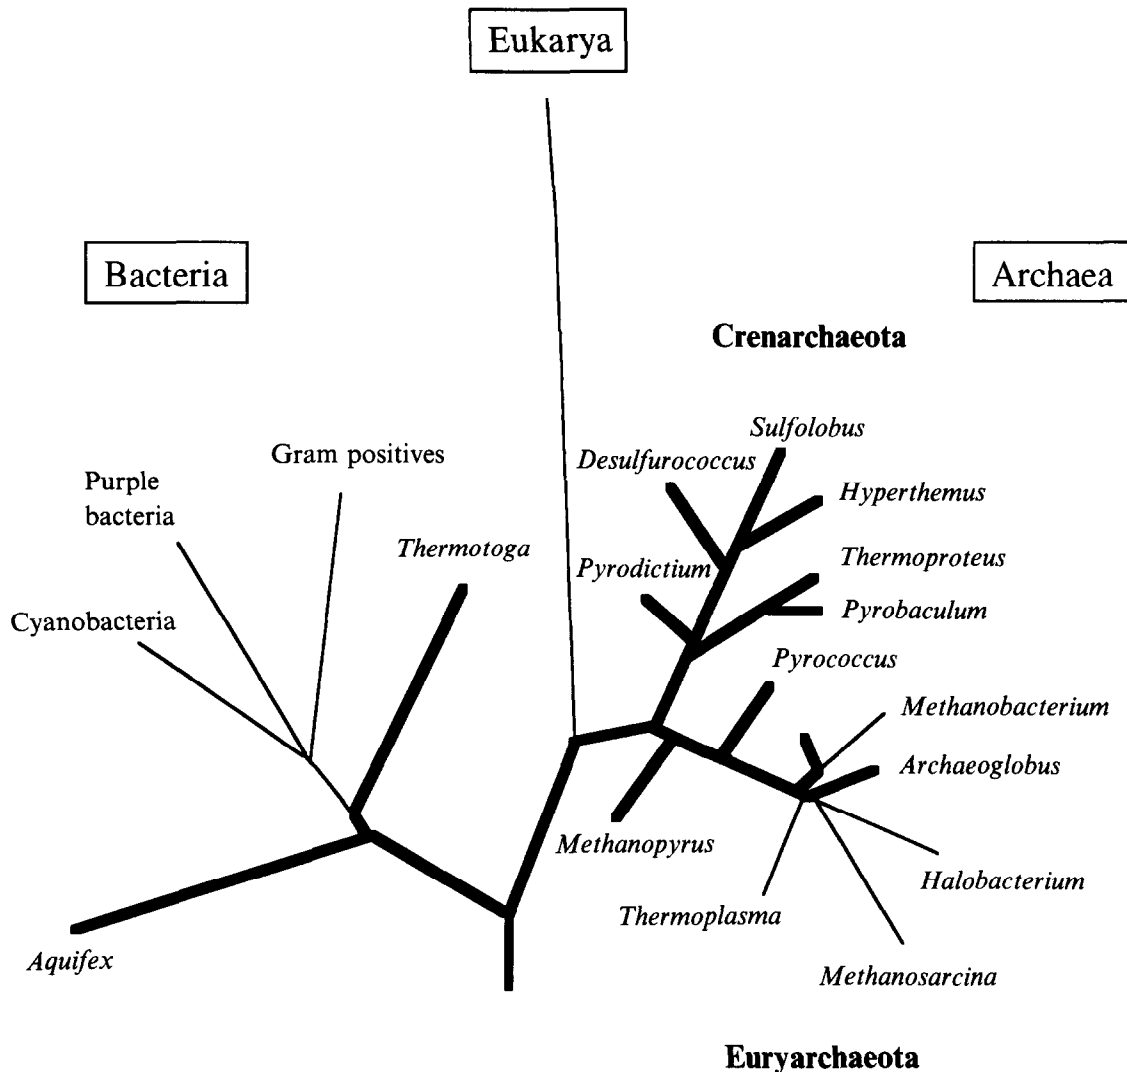 Eukarya
Bacteria
Archaea
Crenarchaeota
Sulfolobus
Desulfurococcus
Gram positives
Purple
bacteria
Hyperthemus
Thermotoga
Thermoproteus
Pyrodictium
Pyrobaculum
Cyanobacteria
Pyrococcus
Methanobacterium
Archaeoglobus
Methanopyrus
Halobacterium
Thermoplasma
Aquifex
Methanosarcina
Euryarchaeota